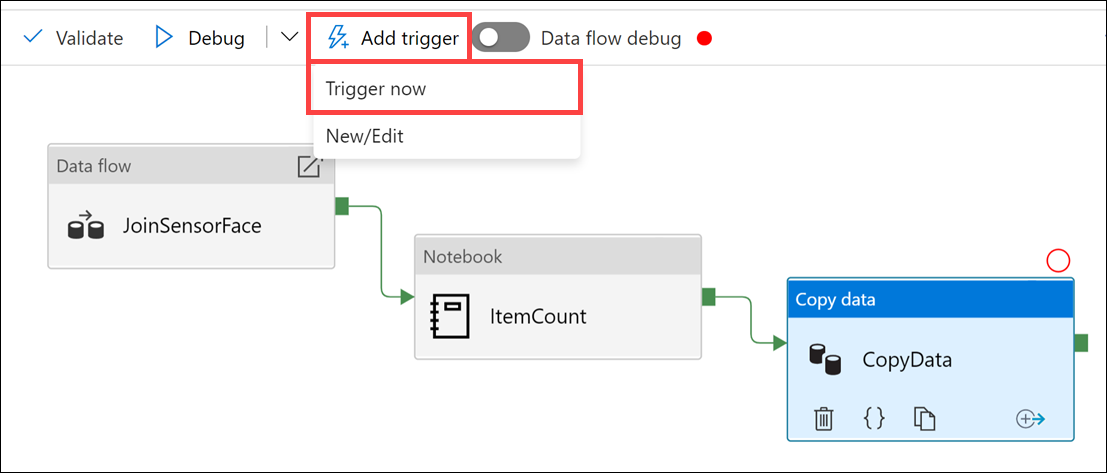 Validate Debug Add trigger Data flow debug
Trigger now
New/Edit
Data flow
JoinSensorFace
Notebook
ItemCount
Copy data
CopyData
{}